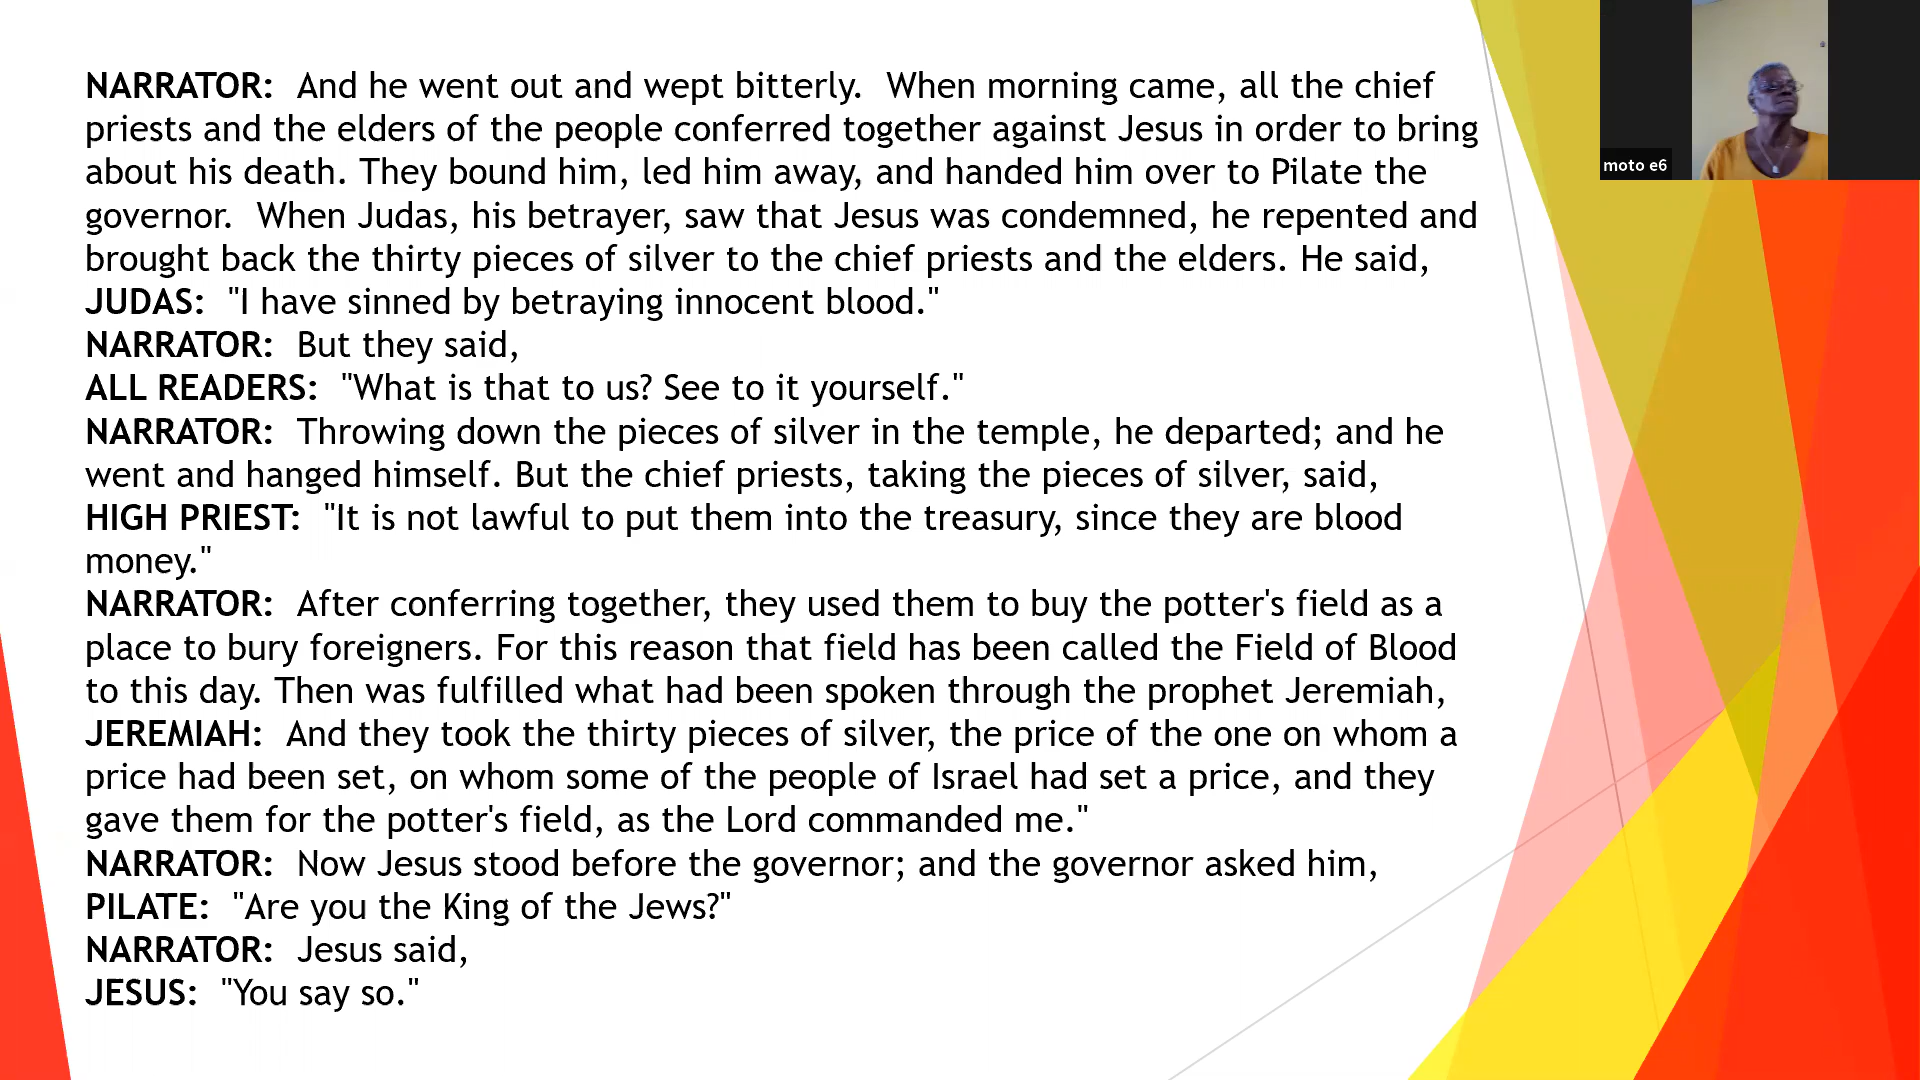 NARRATOR:  And he went out and wept bitterly.  When morning came, all the chief
priests and the elders of the people conferred together against Jesus in order to bring
about his death. They bound him, led him away, and handed him over to Pilate the
governor.  When Judas, his betrayer, saw that Jesus was condemned, he repented and
brought back the thirty pieces of silver to the chief priests and the elders. He said,
JUDAS:  "I have sinned by betraying innocent blood."
NARRATOR:  But they said,
ALL READERS:  "What is that to us? See to it yourself."
NARRATOR:  Throwing down the pieces of silver in the temple, he departed; and he
went and hanged himself. But the chief priests, taking the pieces of silver, said,
HIGH PRIEST:  "It is not lawful to put them into the treasury, since they are blood
money."
NARRATOR:  After conferring together, they used them to buy the potter's field as a
place to bury foreigners. For this reason that field has been called the Field of Blood
to this day. Then was fulfilled what had been spoken through the prophet Jeremiah,
JEREMIAH:  And they took the thirty pieces of silver, the price of the one on whom a
price had been set, on whom some of the people of Israel had set a price, and they
gave them for the potter's field, as the Lord commanded me."
NARRATOR:  Now Jesus stood before the governor; and the governor asked him,
PILATE:  "Are you the King of the Jews?"
NARRATOR:  Jesus said,
JESUS:  "You say so."
moto e6